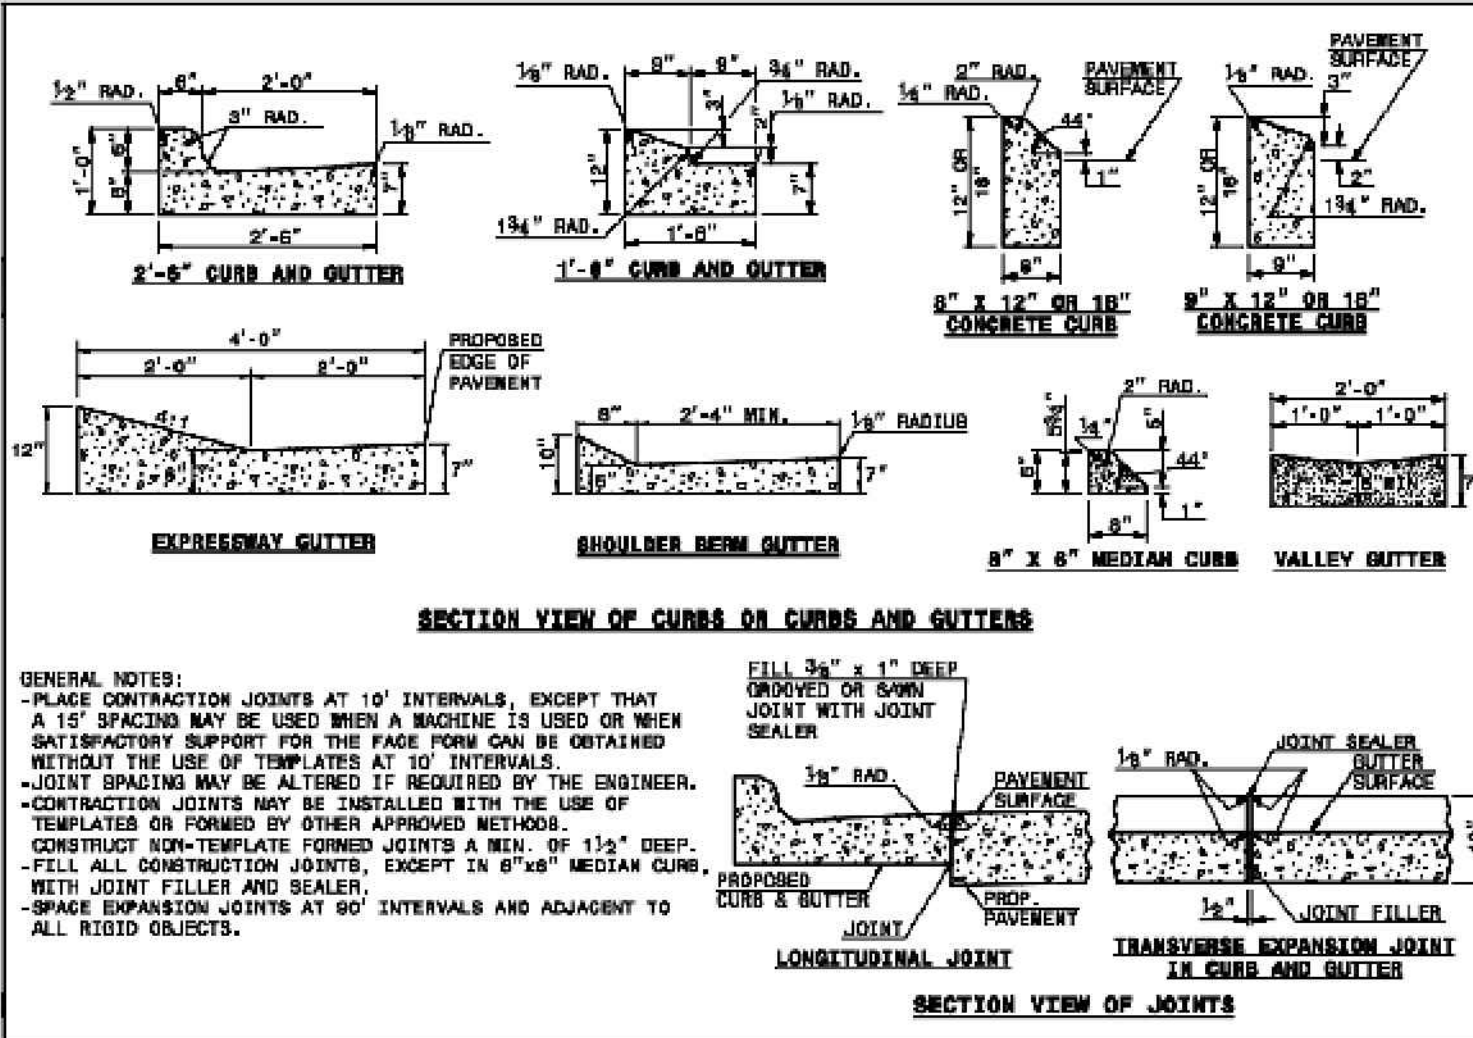 1/2" RAD.
6"
2'-0"
3" RAD.
1/8" RAD.
1'-0"
6"
7"
2'-6"
2'-6" CURB AND GUTTER
1/8" RAD.
9"
9"
3/4" RAD.
1/8" RAD.
3"
2"
12"
7"
1 3/4" RAD.
1'-6"
1'-6" CURB AND GUTTER
2" RAD.
PAVEMENT
SURFACE
44°
12" OR
18"
1"
8" X 12" OR 18"
CONCRETE CURB
PAVEMENT
SURFACE
1/8" RAD.
3"
12" OR
18"
2"
1 3/4" RAD.
9"
9" X 12" OR 18"
CONCRETE CURB
4'-0"
2'-0"
2'-0"
PROPOSED
EDGE OF
PAVEMENT
4:1
12"
7"
EXPRESSWAY GUTTER
8"
2'-4" MIN.
1/8" RADIUS
10"
6"
7"
SHOULDER BERM GUTTER
2" RAD.
5"
6"
44°
1"
8"
8" X 6" MEDIAN CURB
2'-0"
1'-0"
1'-0"
6" MIN
VALLEY GUTTER
SECTION VIEW OF CURBS OR CURBS AND GUTTERS
GENERAL NOTES:
-PLACE CONTRACTION JOINTS AT 10' INTERVALS, EXCEPT THAT
A 15' SPACING MAY BE USED WHEN A MACHINE IS USED OR WHEN
SATISFACTORY SUPPORT FOR THE FACE FORM CAN BE OBTAINED
WITHOUT THE USE OF TEMPLATES AT 10' INTERVALS.
-JOINT SPACING MAY BE ALTERED IF REQUIRED BY THE ENGINEER.
-CONTRACTION JOINTS MAY BE INSTALLED WITH THE USE OF
TEMPLATES OR FORMED BY OTHER APPROVED METHODS.
CONSTRUCT NON-TEMPLATE FORMED JOINTS A MIN. OF 1 1/2" DEEP.
-FILL ALL CONSTRUCTION JOINTS, EXCEPT IN 8"x6" MEDIAN CURB,
WITH JOINT FILLER AND SEALER.
-SPACE EXPANSION JOINTS AT 90' INTERVALS AND ADJACENT TO
ALL RIGID OBJECTS.
FILL 3/8" x 1" DEEP
GROOVED OR SAWN
JOINT WITH JOINT
SEALER
1/8" RAD.
PAVEMENT
SURFACE
PROPOSED
CURB & GUTTER
PROP.
PAVEMENT
JOINT
LONGITUDINAL JOINT
1/8" RAD.
JOINT SEALER
GUTTER
SURFACE
1/2"
JOINT FILLER
TRANSVERSE EXPANSION JOINT
IN CURB AND GUTTER
SECTION VIEW OF JOINTS